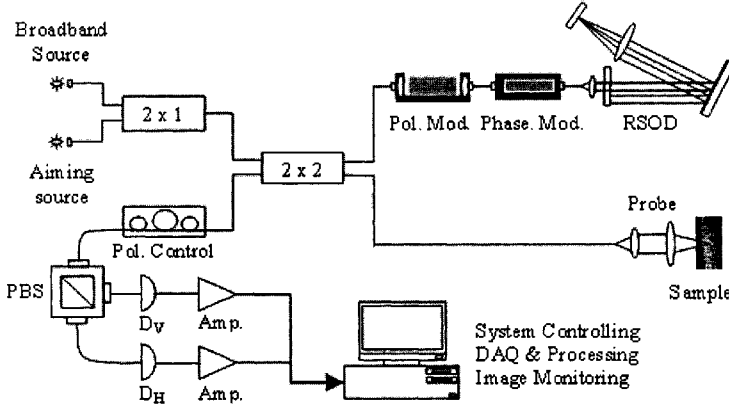 Broadband
Source
2 x 1
Aiming
source
2 x 2
Pol. Mod.
Phase. Mod.
RSOD
Pol. Control
Probe
Sample
PBS
DV
Amp.
DH
Amp.
System Controlling
DAQ & Processing
Image Monitoring